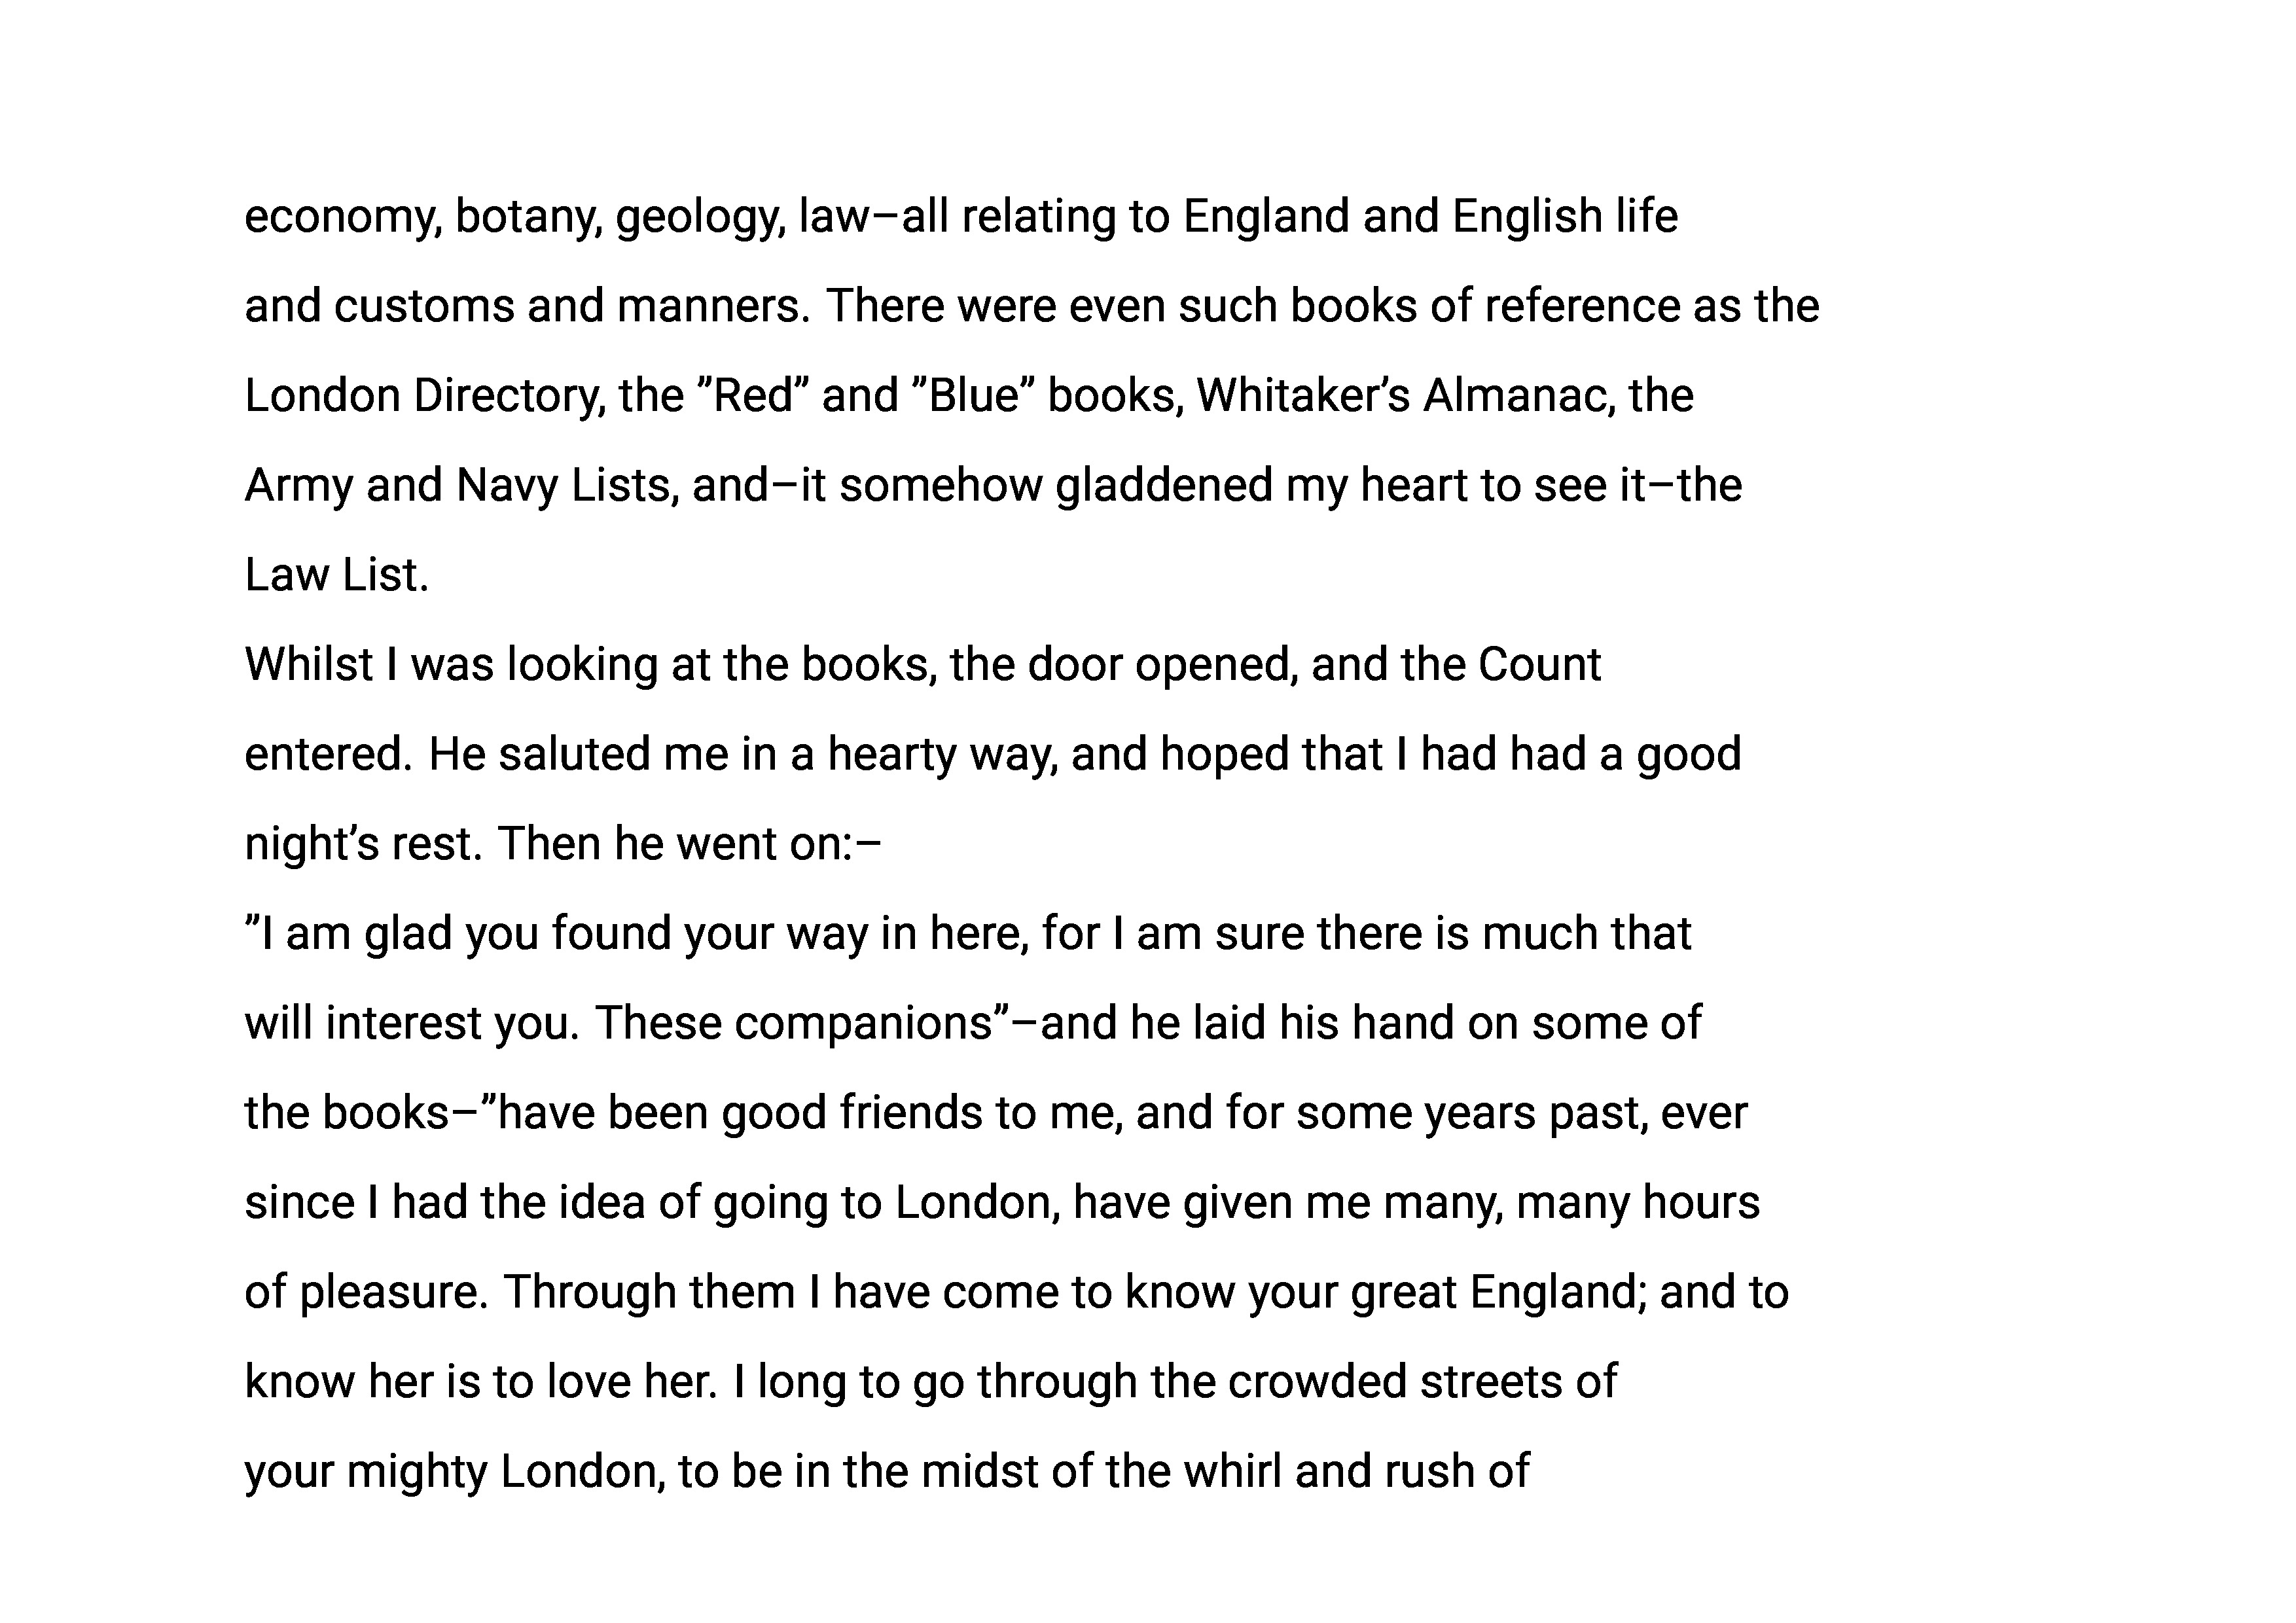 economy, botany, geology, law–all relating to England and English life
and customs and manners. There were even such books of reference as the
London Directory, the ”Red” and ”Blue” books, Whitaker’s Almanac, the
Army and Navy Lists, and–it somehow gladdened my heart to see it–the
Law List.
Whilst I was looking at the books, the door opened, and the Count
entered. He saluted me in a hearty way, and hoped that I had had a good
night’s rest. Then he went on:–
”I am glad you found your way in here, for I am sure there is much that
will interest you. These companions”–and he laid his hand on some of
the books–”have been good friends to me, and for some years past, ever
since I had the idea of going to London, have given me many, many hours
of pleasure. Through them I have come to know your great England; and to
know her is to love her. I long to go through the crowded streets of
your mighty London, to be in the midst of the whirl and rush of